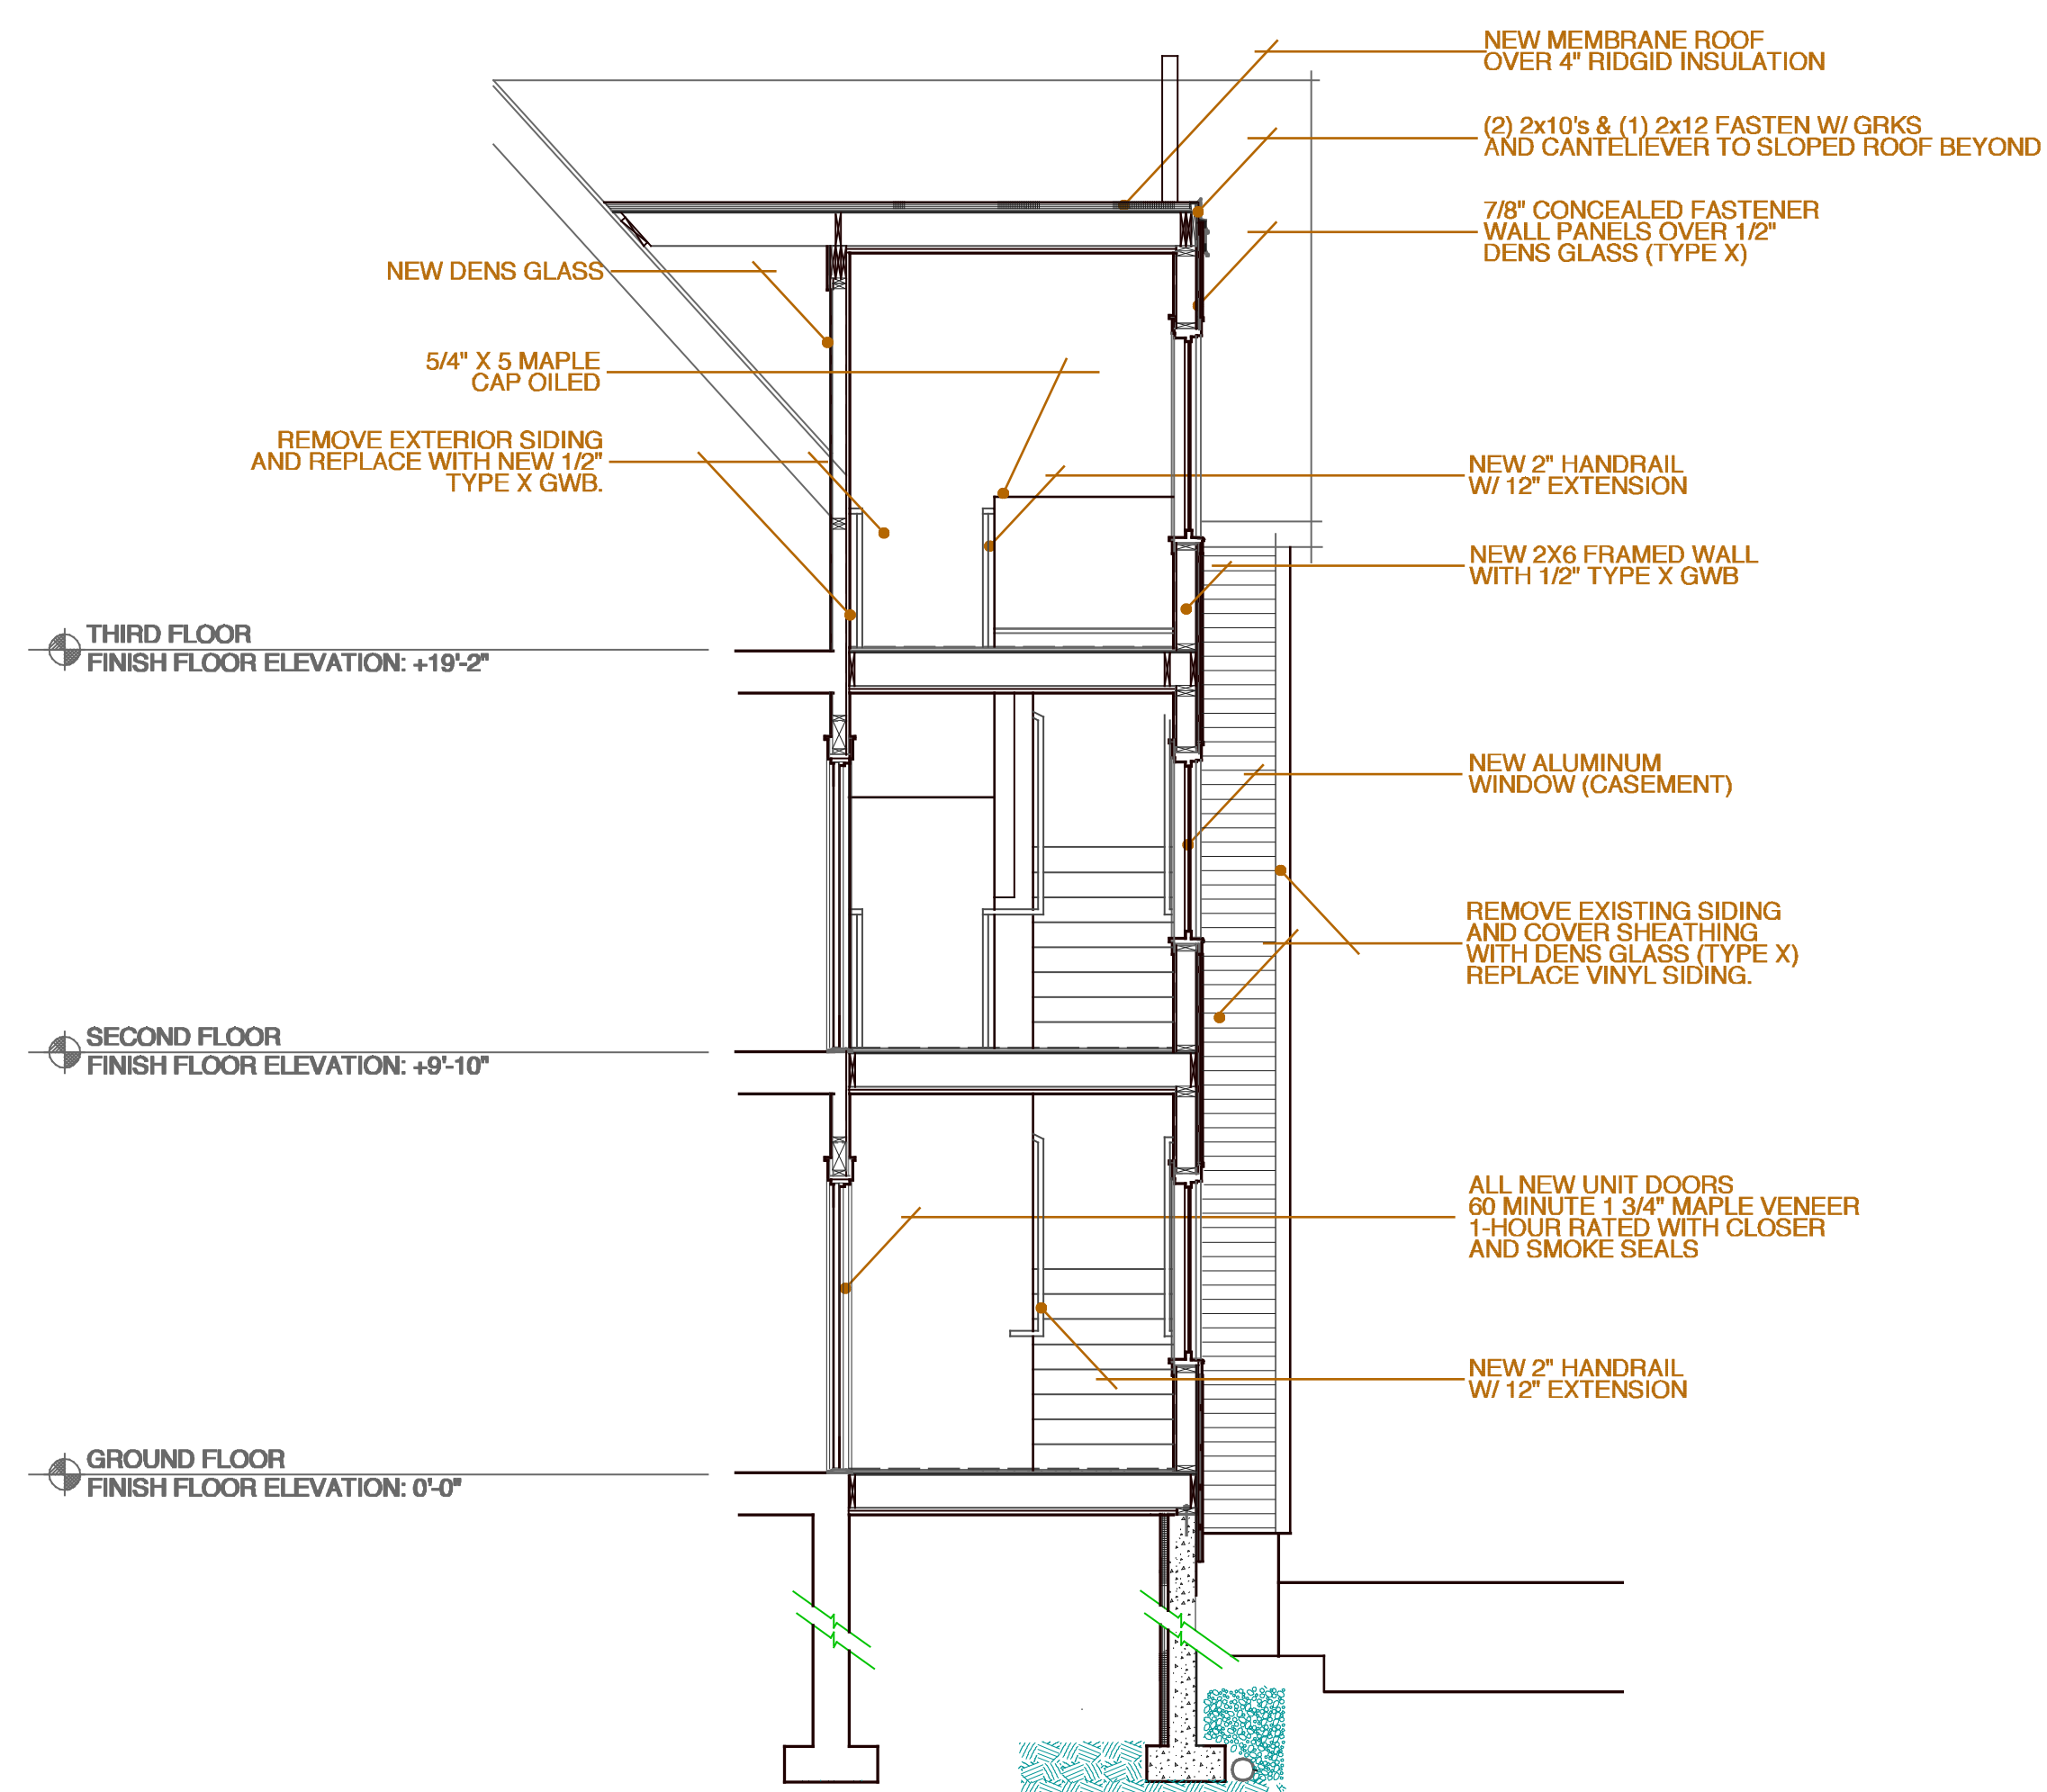 NEW MEMBRANE ROOF
OVER 4" RIDGID INSULATION
(2) 2x10's & (1) 2x12 FASTEN W/ GRKS
AND CANTELIEVER TO SLOPED ROOF BEYOND
7/8" CONCEALED FASTENER
WALL PANELS OVER 1/2"
DENS GLASS (TYPE X)
NEW DENS GLASS
5/4" X 5 MAPLE
CAP OILED
REMOVE EXTERIOR SIDING
AND REPLACE WITH NEW 1/2"
TYPE X GWB.
NEW 2" HANDRAIL
W/ 12" EXTENSION
NEW 2X6 FRAMED WALL
WITH 1/2" TYPE X GWB
THIRD FLOOR
FINISH FLOOR ELEVATION: +19'-2"
NEW ALUMINUM
WINDOW (CASEMENT)
REMOVE EXISTING SIDING
AND COVER SHEATHING
WITH DENS GLASS (TYPE X)
REPLACE VINYL SIDING.
SECOND FLOOR
FINISH FLOOR ELEVATION: +9'-10"
ALL NEW UNIT DOORS
60 MINUTE 1 3/4" MAPLE VENEER
1-HOUR RATED WITH CLOSER
AND SMOKE SEALS
NEW 2" HANDRAIL
W/ 12" EXTENSION
GROUND FLOOR
FINISH FLOOR ELEVATION: 0'-0"